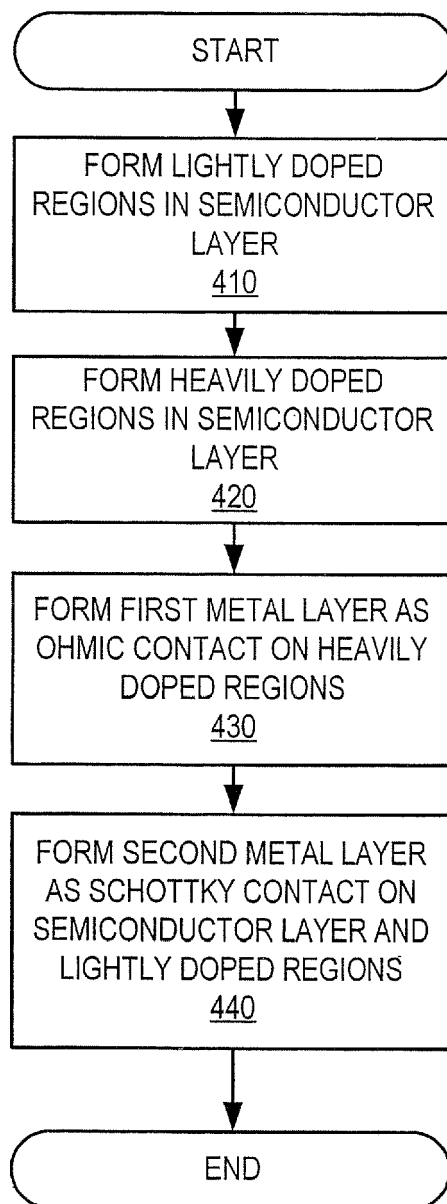 START
FORM LIGHTLY DOPED
REGIONS IN SEMICONDUCTOR
LAYER
410
FORM HEAVILY DOPED
REGIONS IN SEMICONDUCTOR
LAYER
420
FORM FIRST METAL LAYER AS
OHMIC CONTACT ON HEAVILY
DOPED REGIONS
430
FORM SECOND METAL LAYER
AS SCHOTTKY CONTACT ON
SEMICONDUCTOR LAYER AND
LIGHTLY DOPED REGIONS
440
END